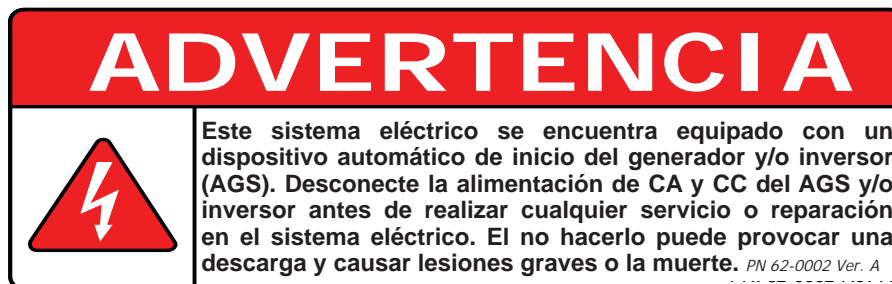 ADVERTENCIA
Este sistema eléctrico se encuentra equipado con un
dispositivo automático de inicio del generador y/o inversor
(AGS). Desconecte la alimentación de CA y CC del AGS y/o
inversor antes de realizar cualquier servicio o reparación
en el sistema eléctrico. El no hacerlo puede provocar una
descarga y causar lesiones graves o la muerte. PN 62-0002 Ver. A